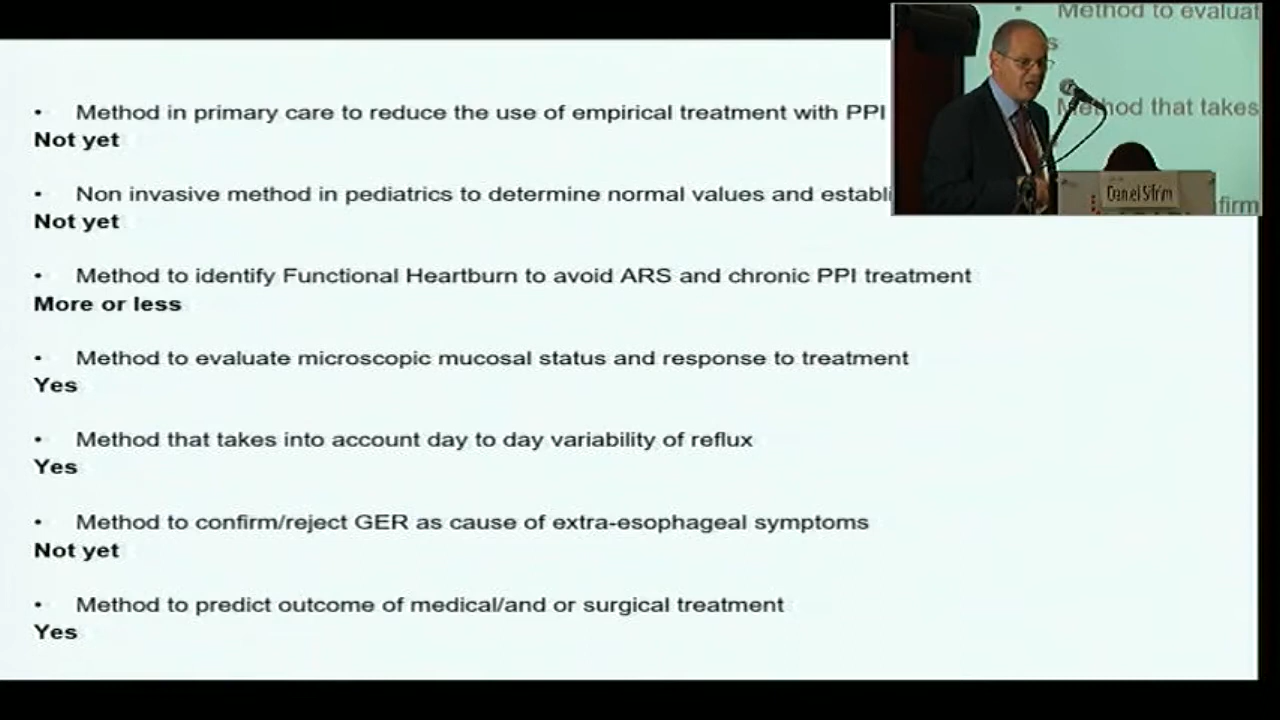 • Method in primary care to reduce the use of empirical treatment with PPI
Not yet
• Non invasive method in pediatrics to determine normal values and establi
Not yet
• Method to identify Functional Heartburn to avoid ARS and chronic PPI treatment
More or less
• Method to evaluate microscopic mucosal status and response to treatment
Yes
• Method that takes into account day to day variability of reflux
Yes
• Method to confirm/reject GER as cause of extra-esophageal symptoms
Not yet
• Method to predict outcome of medical/and or surgical treatment
Yes
• Method to evaluat
s
Method that takes
firm
Daniel Sifrim